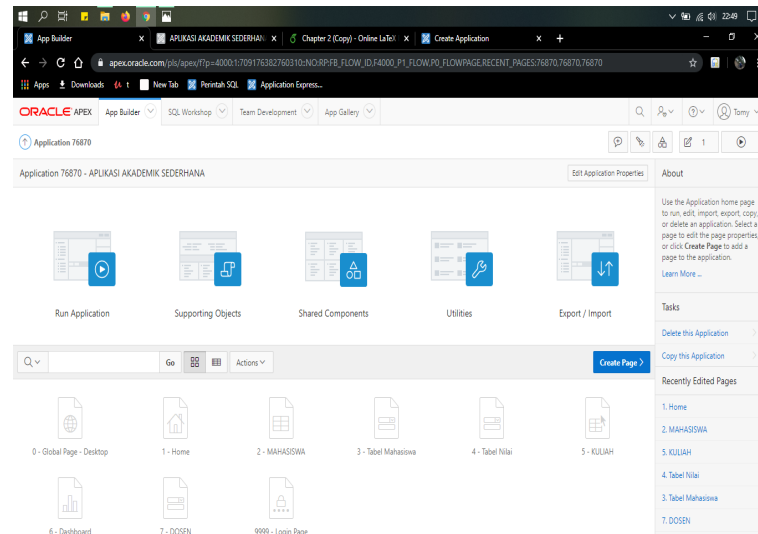 22:49
App Builder
APLIKASI AKADEMIK SEDERHAN
Chapter 2 (Copy) - Online LaTeX
Create Application
apex.oracle.com/pls/apex/f?p=4000:1:709176382760310:NO:RP:FB_FLOW_ID,F4000_P1_FLOW,P0_FLOWPAGE,RECENT_PAGES:76870,76870,76870
Apps
Downloads
t
New Tab
Perintah SQL
Application Express...
ORACLE APEX
App Builder
SQL Workshop
Team Development
App Gallery
Tomy
Application 76870
1
Application 76870 - APLIKASI AKADEMIK SEDERHANA
Edit Application Properties
Run Application
Supporting Objects
Shared Components
Utilities
Export / Import
Go
Actions
Create Page
0 - Global Page - Desktop
1 - Home
2 - MAHASISWA
3 - Tabel Mahasiswa
4 - Tabel Nilai
5 - KULIAH
6 - Dashboard
7 - DOSEN
9999 - Login Page
About
Use the Application home page
to run, edit, import, export, copy,
or delete an application. Select a
page to edit the page properties,
or click Create Page to add a
page to the application.
Learn More ...
Tasks
Delete this Application
Copy this Application
Recently Edited Pages
1. Home
2. MAHASISWA
5. KULIAH
4. Tabel Nilai
3. Tabel Mahasiswa
7. DOSEN